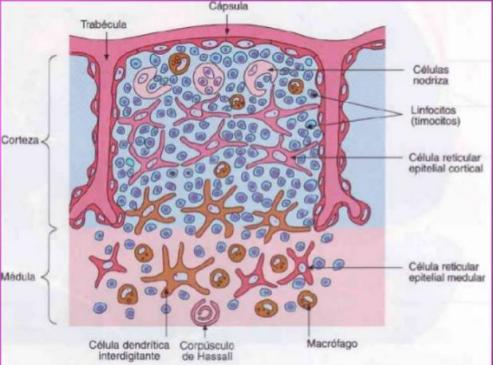 Cápsula
Trabécula
Células
nodriza
Linfocitos
(timocitos)
Corteza
Célula reticular
epitelial cortical
Médula
Célula reticular
epitelial medular
Célula dendrítica
interdigitante
Corpúsculo
de Hassall
Macrófago